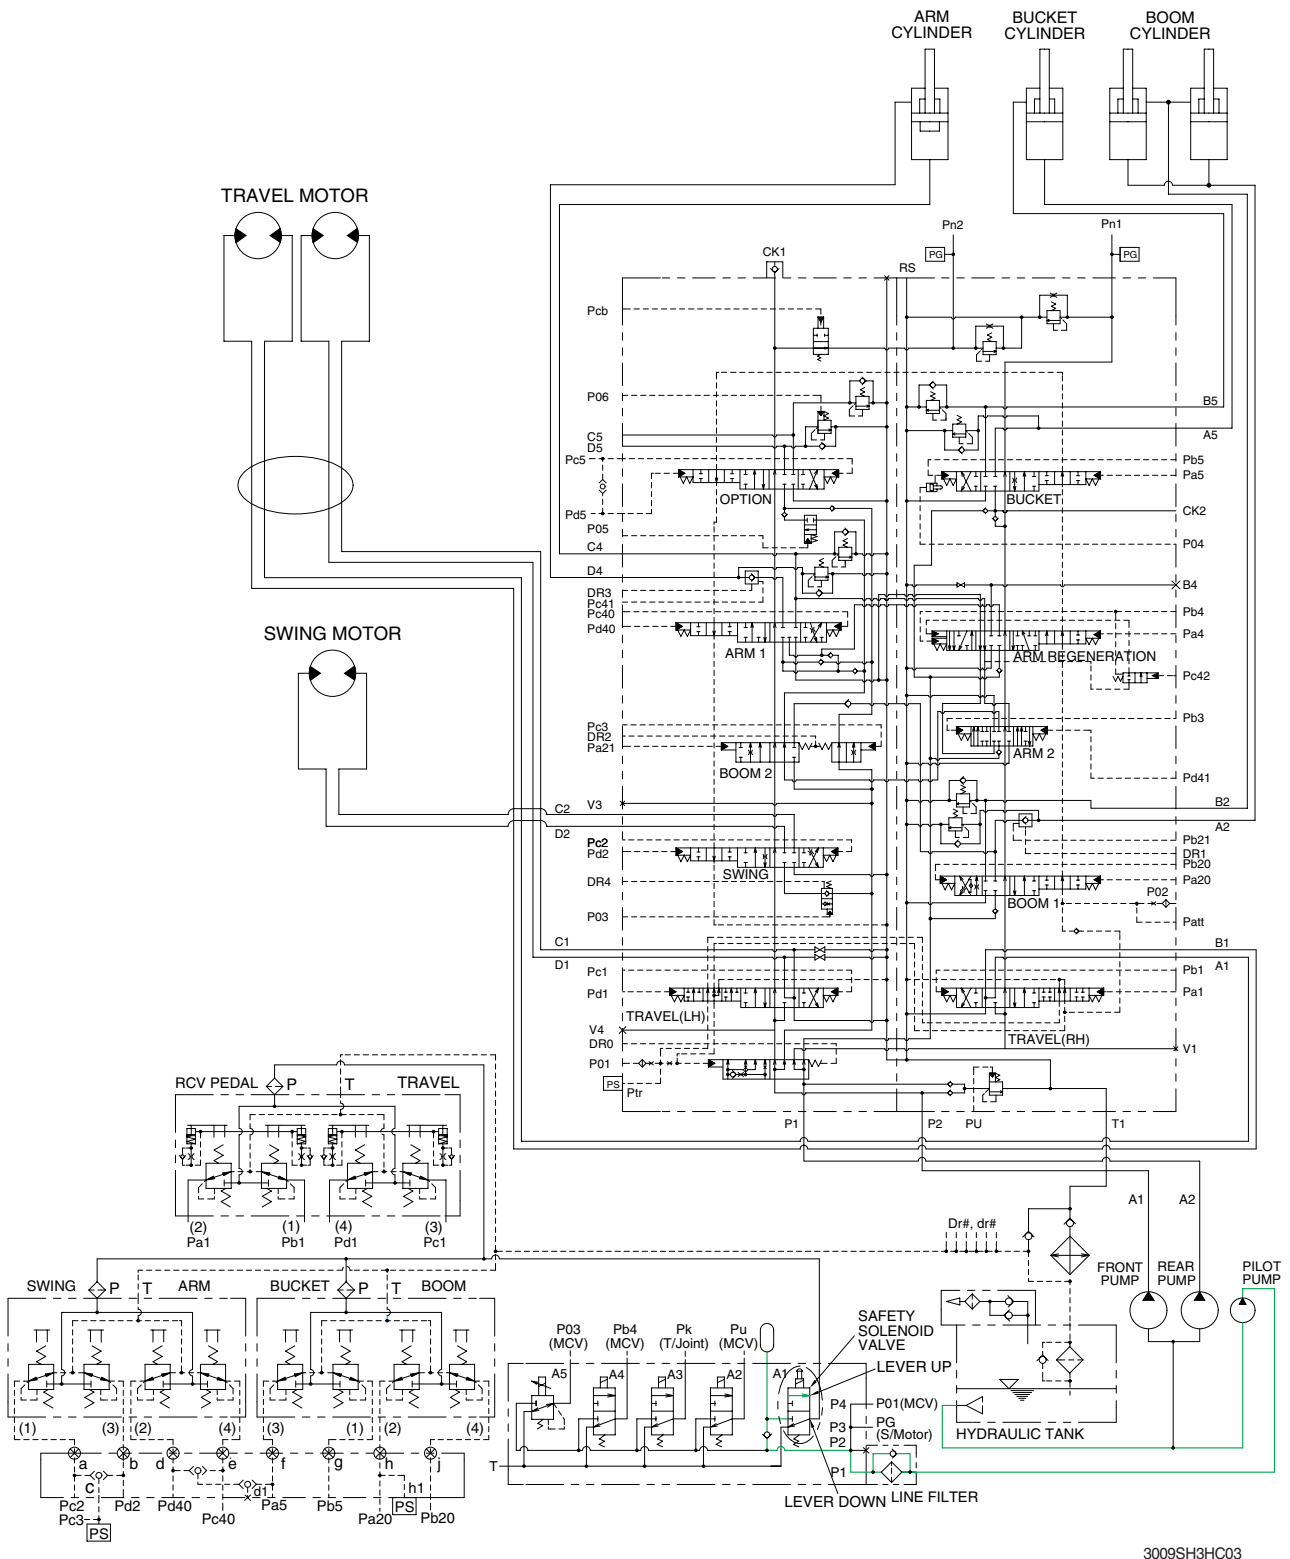 ARM
CYLINDER
BUCKET
CYLINDER
BOOM
CYLINDER
TRAVEL MOTOR
Pn2
Pn1
CK1
PG
PG
RS
Pcb
P06
B5
C5
A5
D5
Pc5
Pb5
Pa5
OPTION
BUCKET
Pd5
CK2
P05
P04
C4
D4
B4
DR3
Pc41
Pc40
Pb4
Pd40
Pa4
SWING MOTOR
ARM 1
ARM REGENERATION
Pc42
Pc3
Pb3
DR2
Pa21
ARM 2
BOOM 2
Pd41
C2
V3
B2
D2
A2
Pc2
Pb21
Pd2
DR1
Pb20
SWING
DR4
Pa20
P02
BOOM 1
P03
Patt
C1
B1
D1
A1
Pc1
Pb1
Pd1
Pa1
TRAVEL(LH)
V4
TRAVEL(RH)
DR0
V1
P01
PS
Ptr
RCV PEDAL
P
T
TRAVEL
P1
P2
PU
T1
(2)
(1)
(4)
(3)
Pa1
Pb1
Pd1
Pc1
A1
A2
Dr#, dr#
FRONT
PUMP
REAR
PUMP
PILOT
PUMP
SWING
P
T
ARM
BUCKET
P
T
BOOM
SAFETY
SOLENOID
VALVE
LEVER UP
P03
(MCV)
Pb4
(MCV)
Pk
(T/Joint)
Pu
(MCV)
A5
A4
A3
A2
A1
P4
P01(MCV)
P3
PG
(S/Motor)
P2
P1
T
HYDRAULIC TANK
LEVER DOWN
LINE FILTER
(1)
(3)
(2)
(4)
(3)
(1)
(2)
(4)
a
b
d
e
f
g
h
j
c
d1
h1
Pc2
Pd2
Pd40
Pa5
Pb5
PS
Pc3
Pc40
Pa20
Pb20
PS
3009SH3HC03